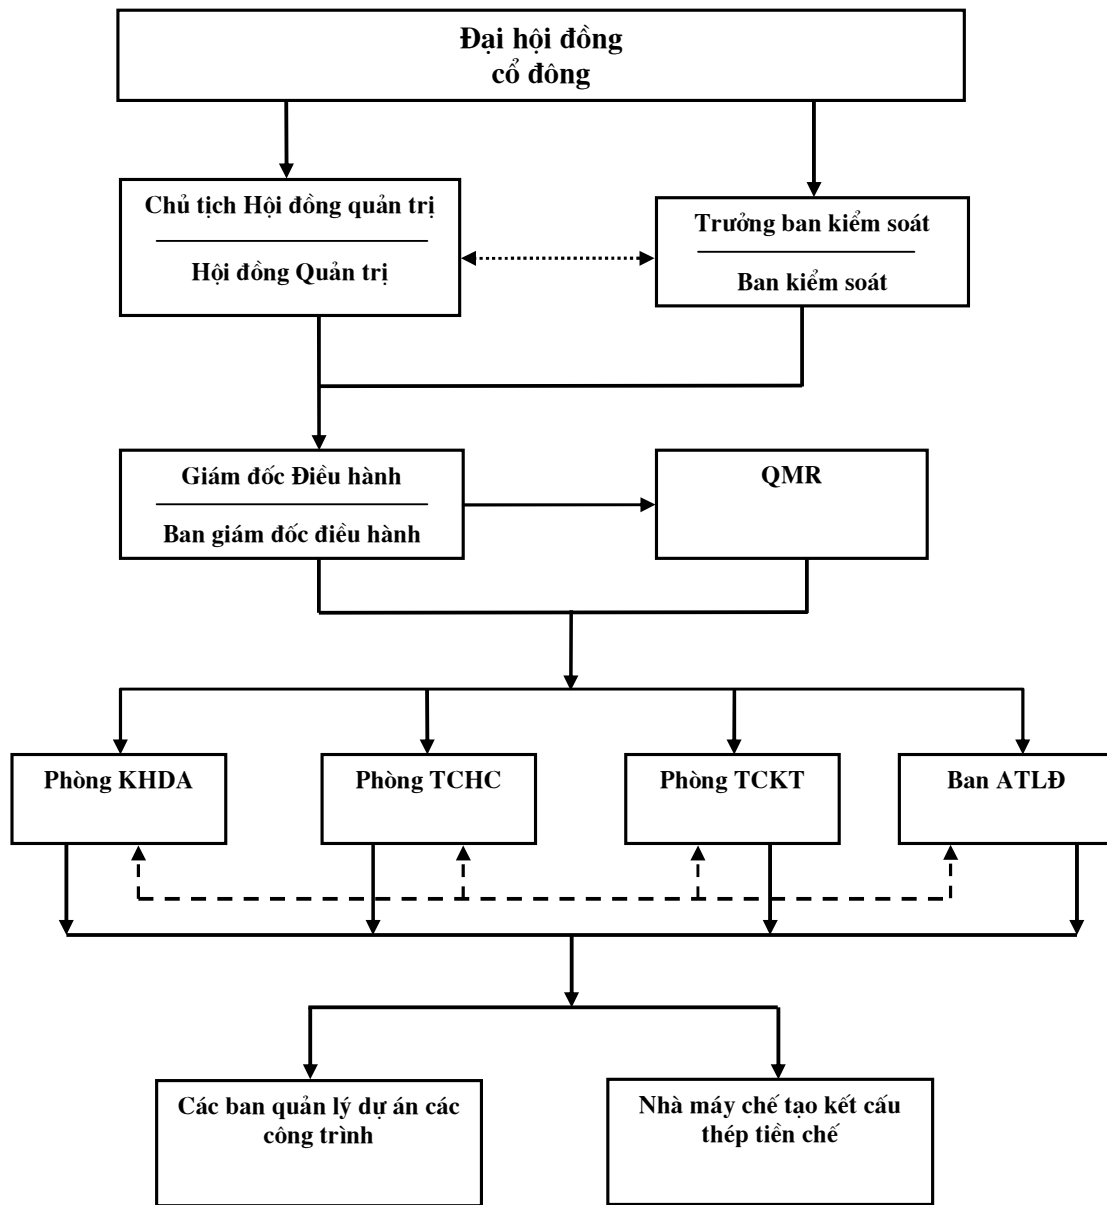 Đại hội đồng
cổ đông
Chủ tịch Hội đồng quản trị
Hội đồng Quản trị
Trưởng ban kiểm soát
Ban kiểm soát
Giám đốc Điều hành
Ban giám đốc điều hành
QMR
Phòng KHDA
Phòng TCHC
Phòng TCKT
Ban ATLĐ
Các ban quản lý dự án các
công trình
Nhà máy chế tạo kết cấu
thép tiền chế